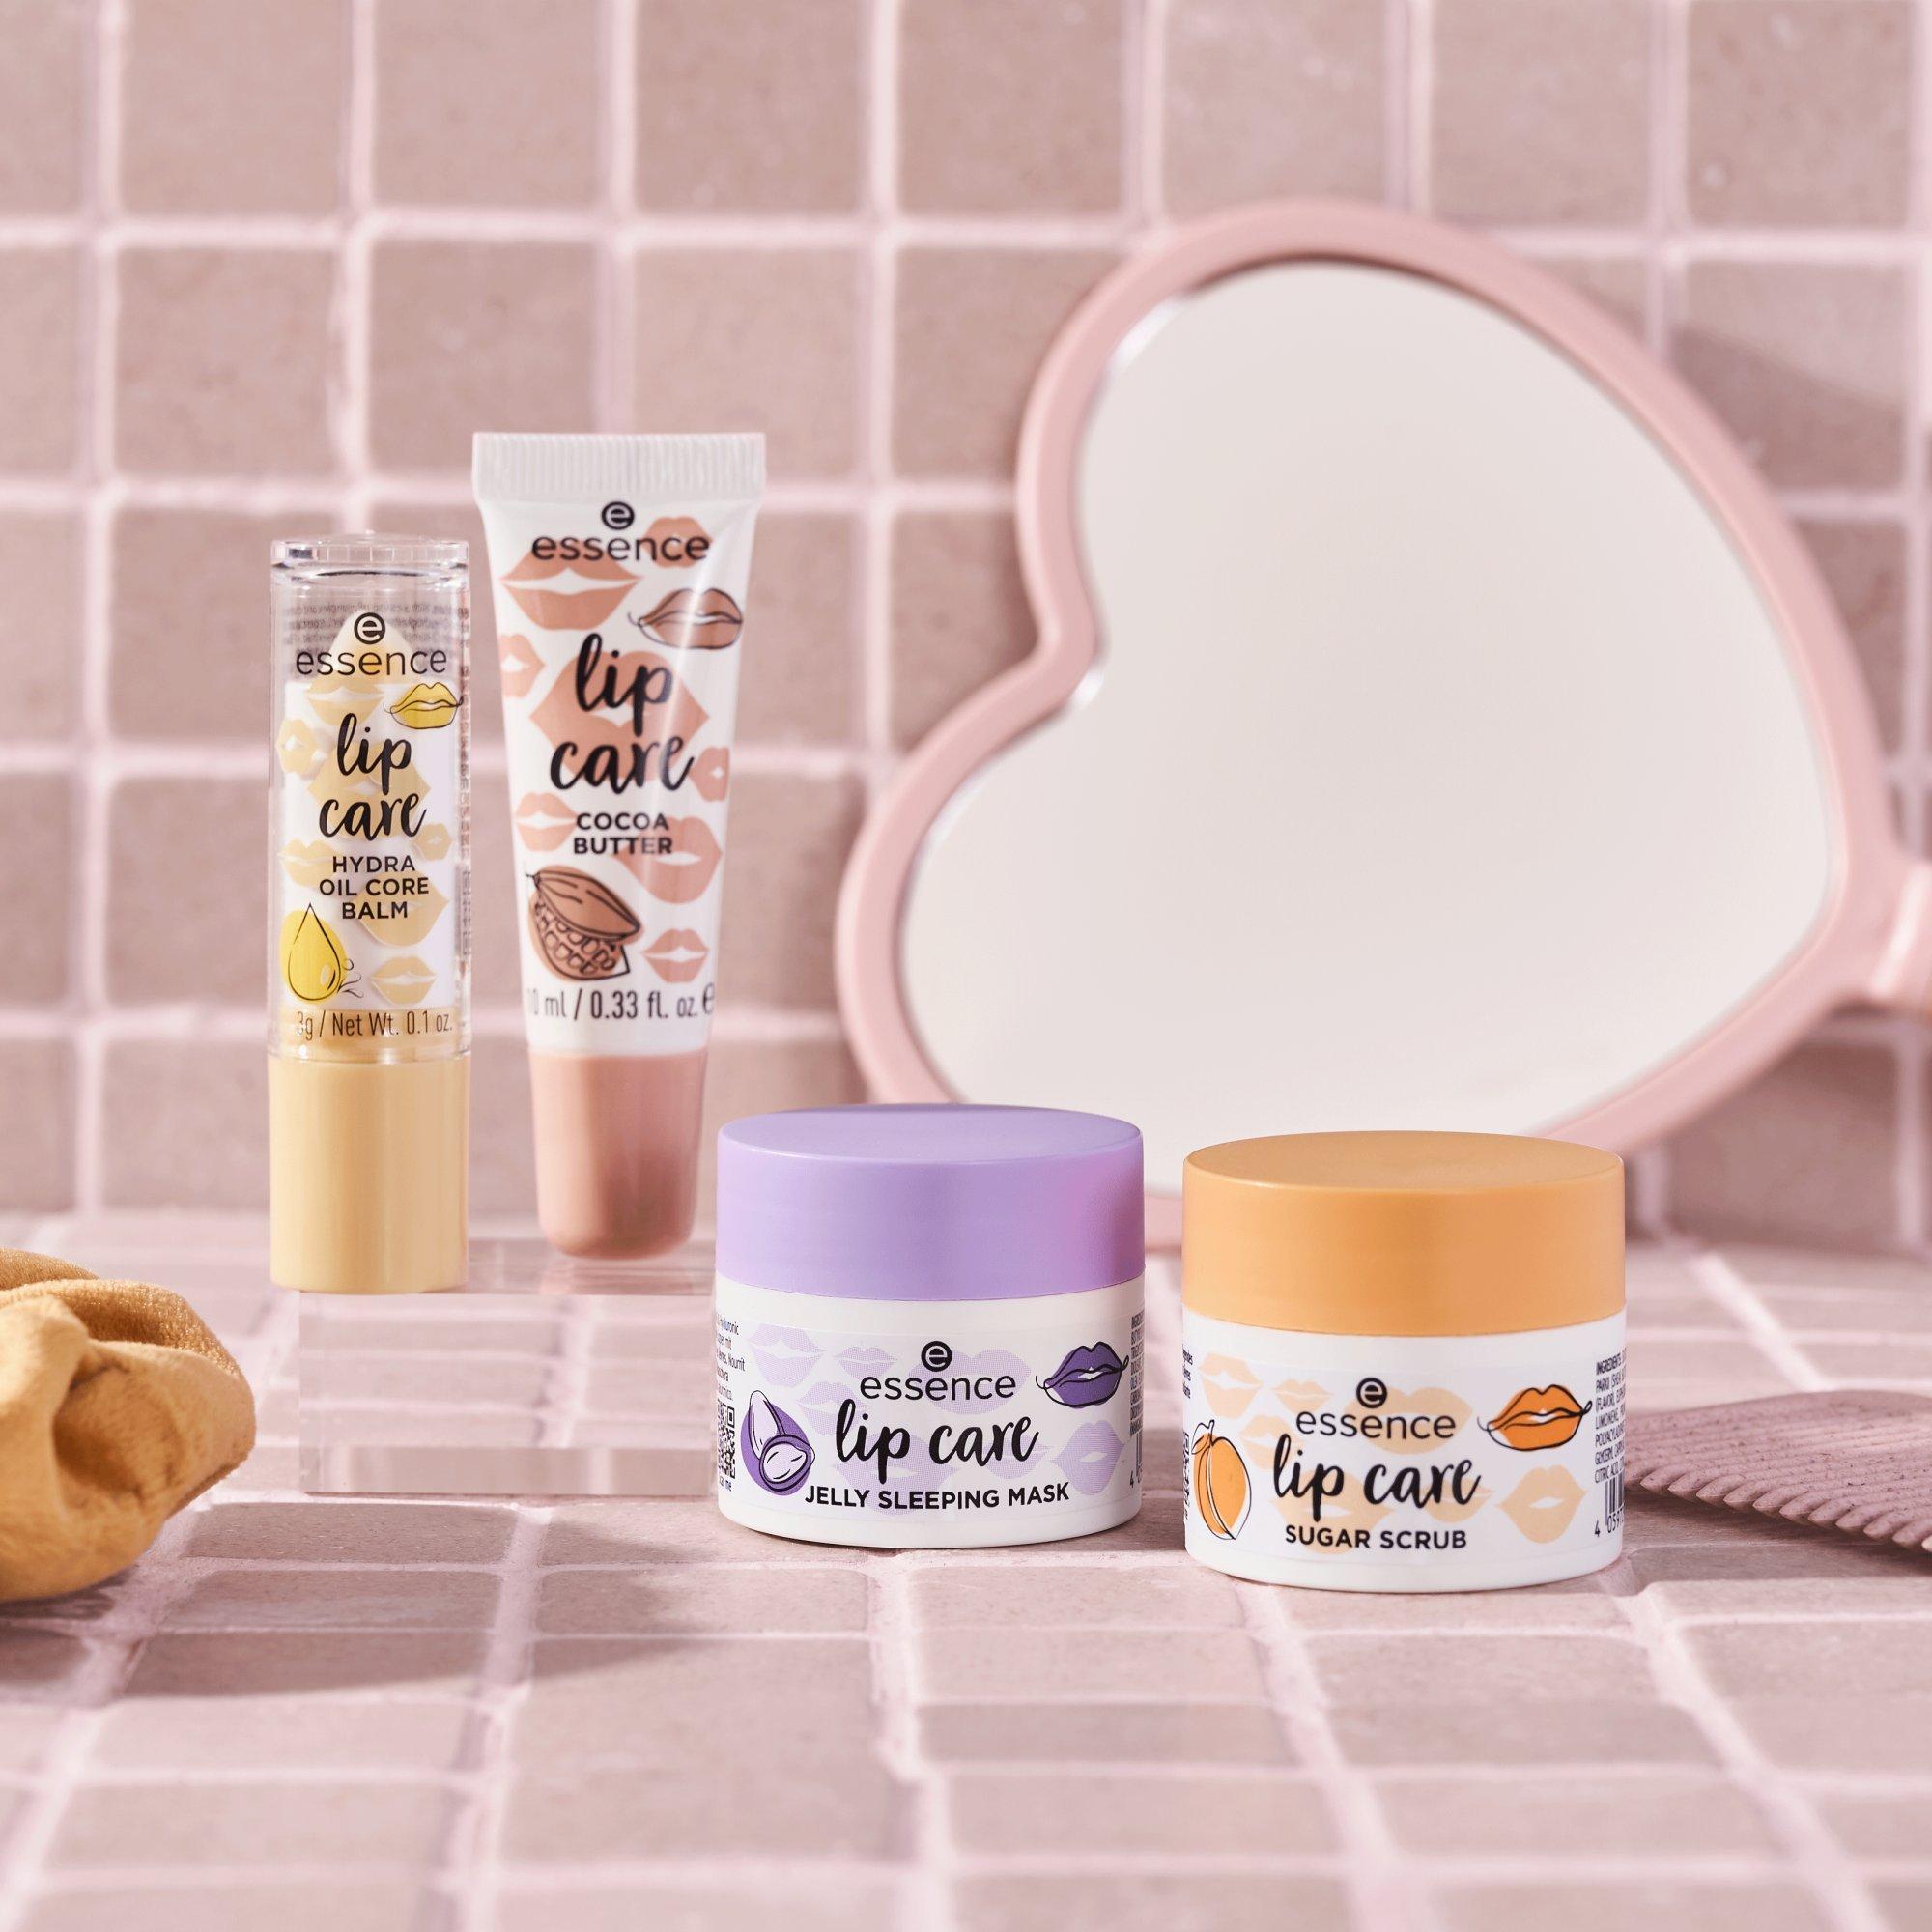 e
essence
lip
care
HYDRA
OIL CORE
BALM
3g / Net Wt. 0.1 oz.
e
essence
lip
care
COCOA
BUTTER
0 ml / 0.33 fl. oz. e
e
essence
lip care
JELLY SLEEPING MASK
e
essence
lip care
SUGAR SCRUB